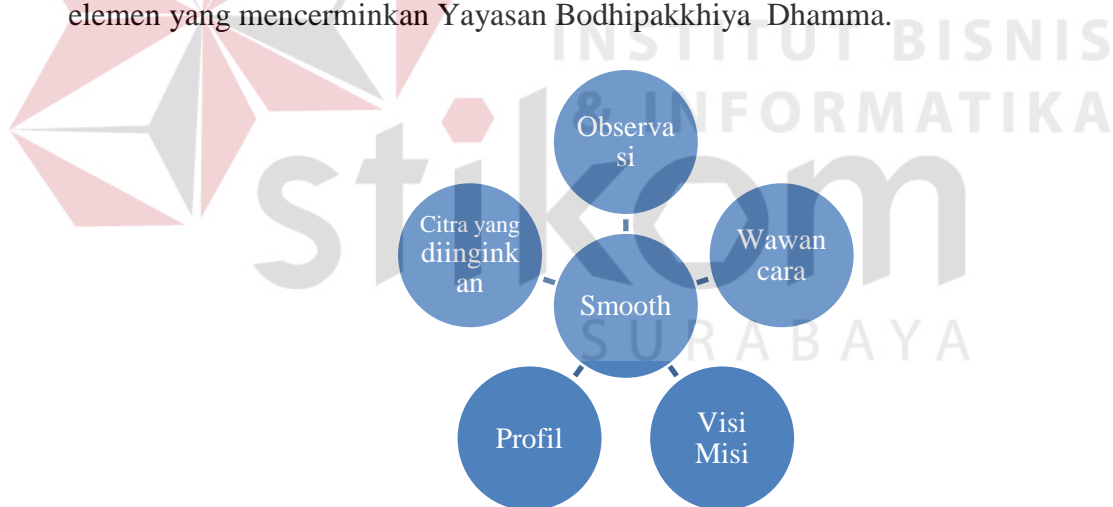 elemen yang mencerminkan Yayasan Bodhipakkhiya Dhamma.
INSTITUT BISNIS
& INFORMATIKA
stikom
SURABAYA
Observa
si
Wawan
cara
Visi
Misi
Profil
Citra yang
diingink
an
Smooth